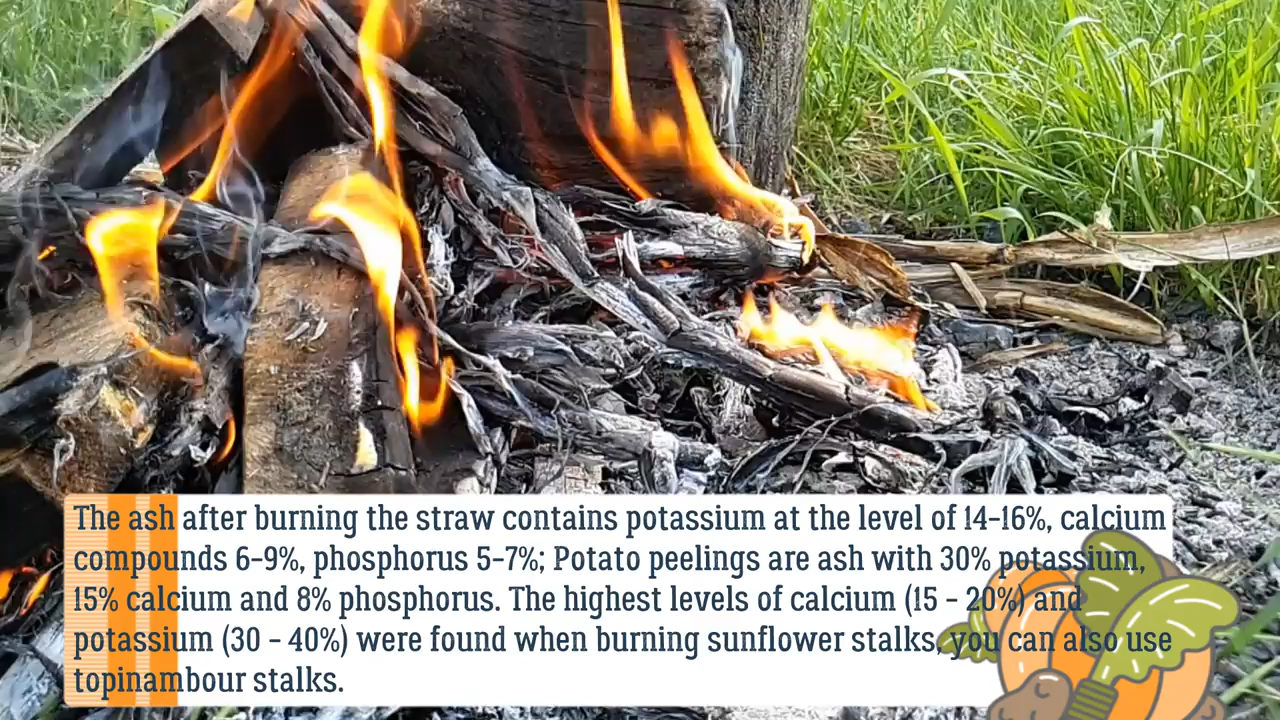 The ash after burning the straw contains potassium at the level of 14-16%, calcium
compounds 6-9%, phosphorus 5-7%; Potato peelings are ash with 30% potassium,
15% calcium and 8% phosphorus. The highest levels of calcium (15 - 20%) and
potassium (30 - 40%) were found when burning sunflower stalks, you can also use
topinambour stalks.